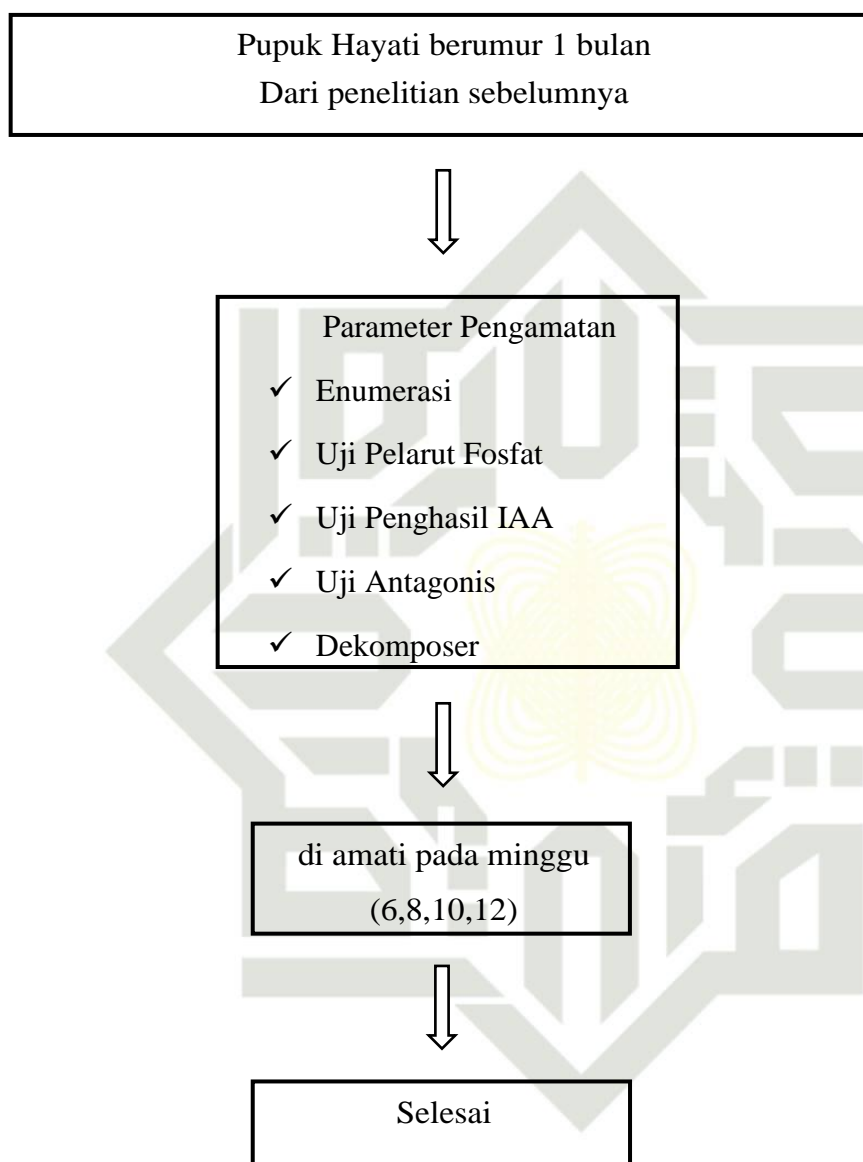 Pupuk Hayati berumur 1 bulan
Dari penelitian sebelumnya
Parameter Pengamatan
✓ Enumerasi
✓ Uji Pelarut Fosfat
✓ Uji Penghasil IAA
✓ Uji Antagonis
✓ Dekomposer
di amati pada minggu
(6,8,10,12)
Selesai